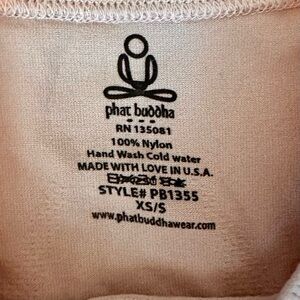 phat buddha
RN 135081
100% Nylon
Hand Wash Cold water
MADE WITH LOVE IN U.S.A.
STYLE# PB1355
XS/S
www.phatbuddhawear.com